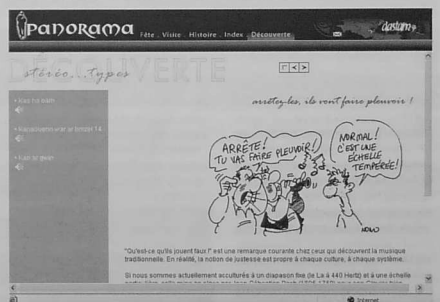 PANORAMA
Fête . Visite . Histoire . Index . Découverte
dastum
DÉCOUVERTE
stéréo...types
arrêtez-les, ils vont faire pleuvoir !
ARRÊTE !
TU VAS FAIRE PLEUVOIR !
NORMAL !
C'EST UNE
ÉCHELLE
TEMPÉRÉE !
NONO
"Qu'est-ce qu'ils jouent faux !" est une remarque courante chez ceux qui découvrent la musique
traditionnelle. En réalité, la notion de justesse est propre à chaque culture, à chaque système.
Si nous sommes actuellement acculturés à un diapason fixe (le La à 440 Hertz) et à une échelle
Internet